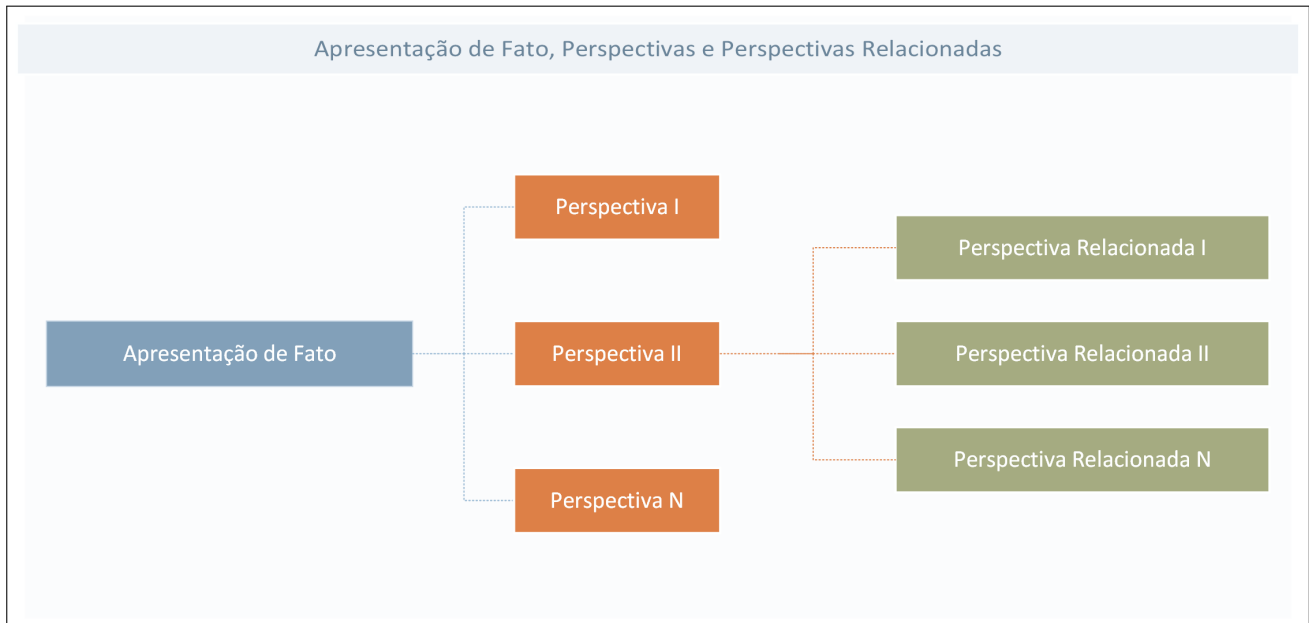 Apresentação de Fato, Perspectivas e Perspectivas Relacionadas
Apresentação de Fato
Perspectiva I
Perspectiva II
Perspectiva N
Perspectiva Relacionada I
Perspectiva Relacionada II
Perspectiva Relacionada N